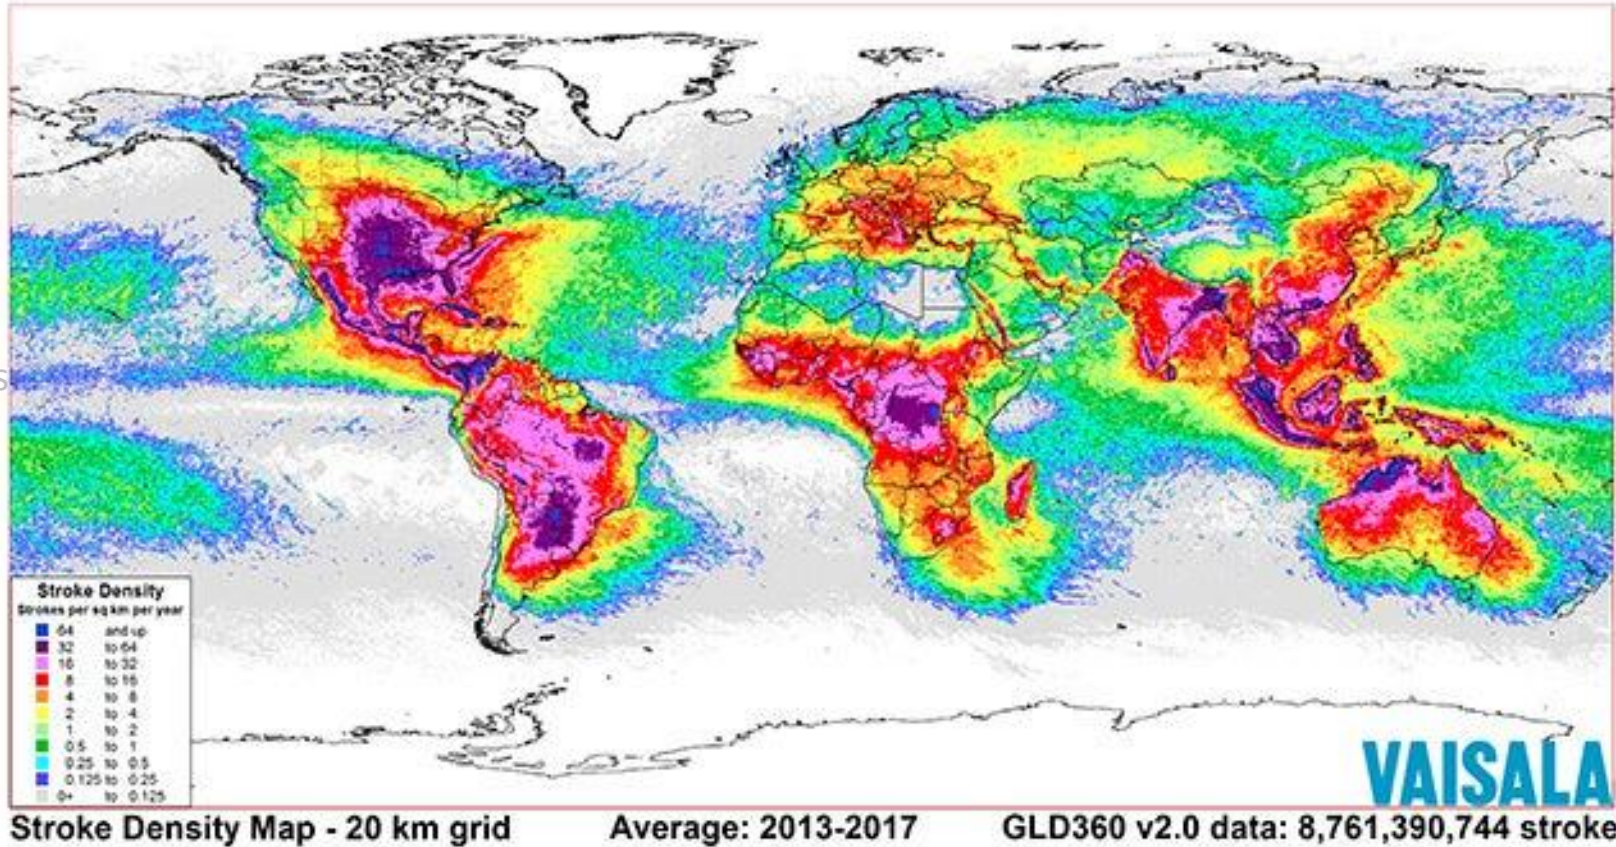 Stroke Density
Strokes per sq km per year
64 and up
32 to 64
16 to 32
8 to 16
4 to 8
2 to 4
1 to 2
0.5 to 1
0.25 to 0.5
0.125 to 0.25
0+ to 0.125
VAISALA
Stroke Density Map - 20 km grid Average: 2013-2017 GLD360 v2.0 data: 8,761,390,744 stroke